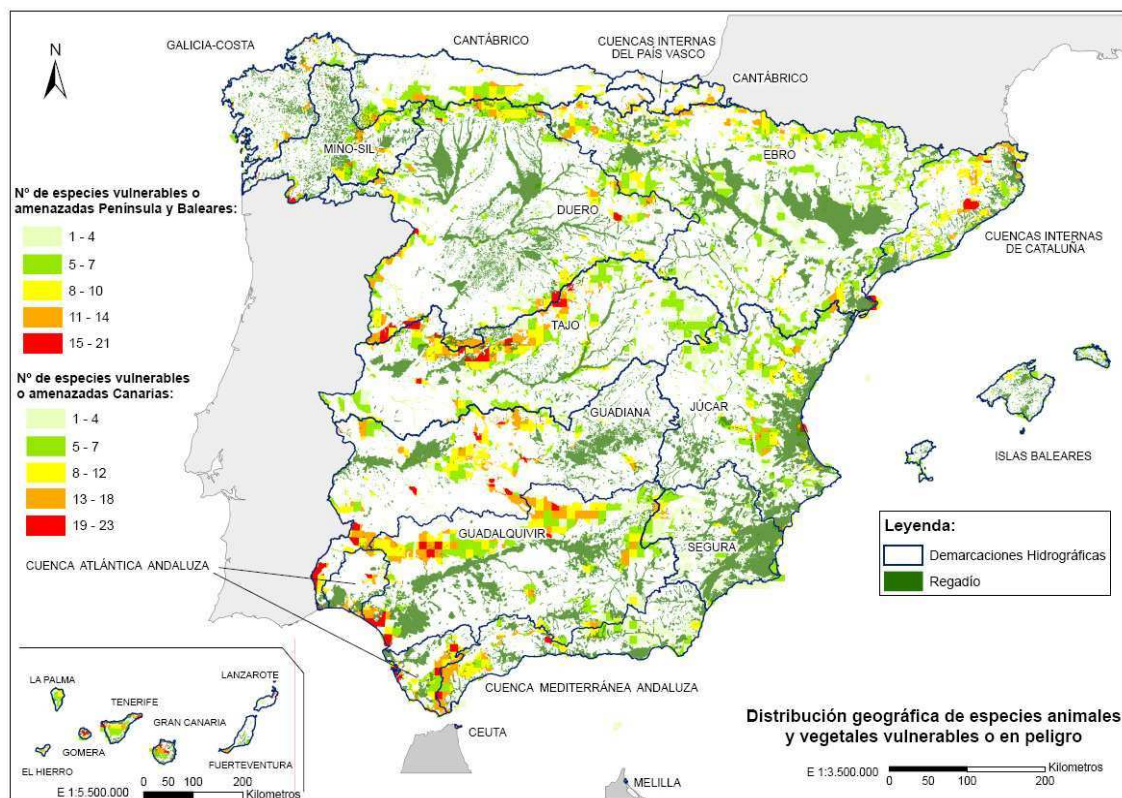 N
GALICIA-COSTA
CANTÁBRICO
CUENCAS INTERNAS
DEL PAÍS VASCO
CANTÁBRICO
MIÑO-SIL
EBRO
DUERO
CUENCAS INTERNAS
DE CATALUÑA
TAJO
GUADIANA
JÚCAR
ISLAS BALEARES
GUADALQUIVIR
SEGURA
CUENCA ATLÁNTICA ANDALUZA
CUENCA MEDITERRÁNEA ANDALUZA
CEUTA
MELILLA
Nº de especies vulnerables o
amenazadas Península y Baleares:
1 - 4
5 - 7
8 - 10
11 - 14
15 - 21
Nº de especies vulnerables
o amenazadas Canarias:
1 - 4
5 - 7
8 - 12
13 - 18
19 - 23
Leyenda:
Demarcaciones Hidrográficas
Regadío
LA PALMA
TENERIFE
LANZAROTE
GRAN CANARIA
GOMERA
EL HIERRO
FUERTEVENTURA
0 50 100 200
E 1:5.500.000 Kilometros
Distribución geográfica de especies animales
y vegetales vulnerables o en peligro
E 1:3.500.000 Kilometros
0 50 100 200